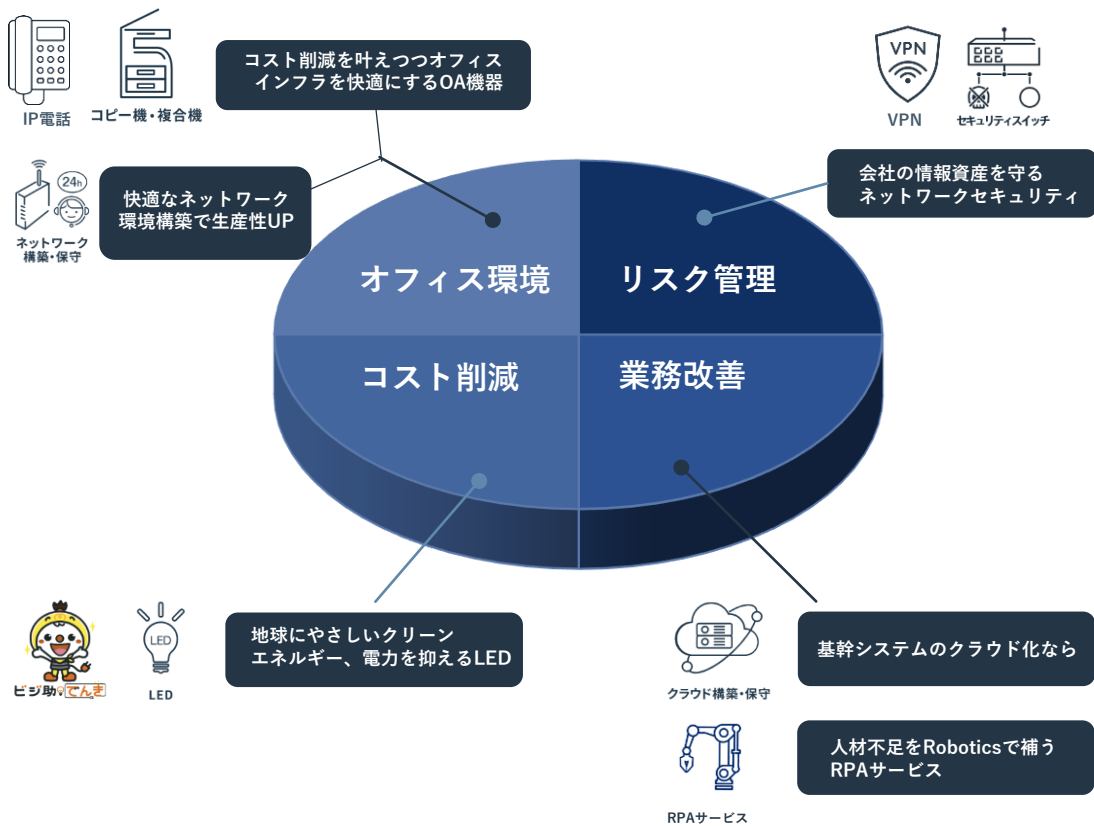 IP電話
コピー機・複合機
コスト削減を叶えつつオフィス
インフラを快適にするOA機器
24h
ネットワーク
構築・保守
快適なネットワーク
環境構築で生産性UP
VPN
VPN
セキュリティスイッチ
会社の情報資産を守る
ネットワークセキュリティ
オフィス環境
リスク管理
コスト削減
業務改善
ビジ助でんき
LED
LED
地球にやさしいクリーン
エネルギー、電力を抑えるLED
クラウド構築・保守
基幹システムのクラウド化なら
RPAサービス
人材不足をRoboticsで補う
RPAサービス